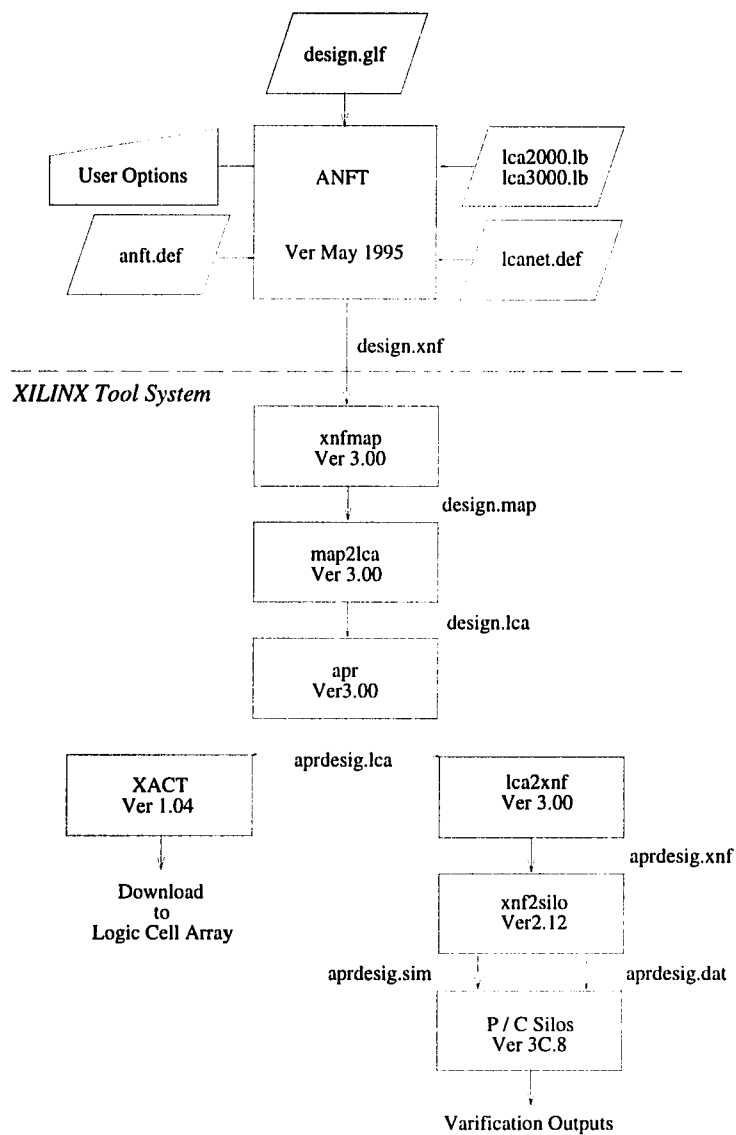 design.glf
User Options
ANFT
lca2000.lb
lca3000.lb
anft.def
Ver May 1995
lcanet.def
design.xnf
XILINX Tool System
xnfmap
Ver 3.00
design.map
map2lca
Ver 3.00
design.lca
apr
Ver3.00
aprdesig.lca
XACT
Ver 1.04
lca2xnf
Ver 3.00
aprdesig.xnf
Download
to
Logic Cell Array
xnf2silo
Ver2.12
aprdesig.sim
aprdesig.dat
P / C Silos
Ver 3C.8
Varification Outputs